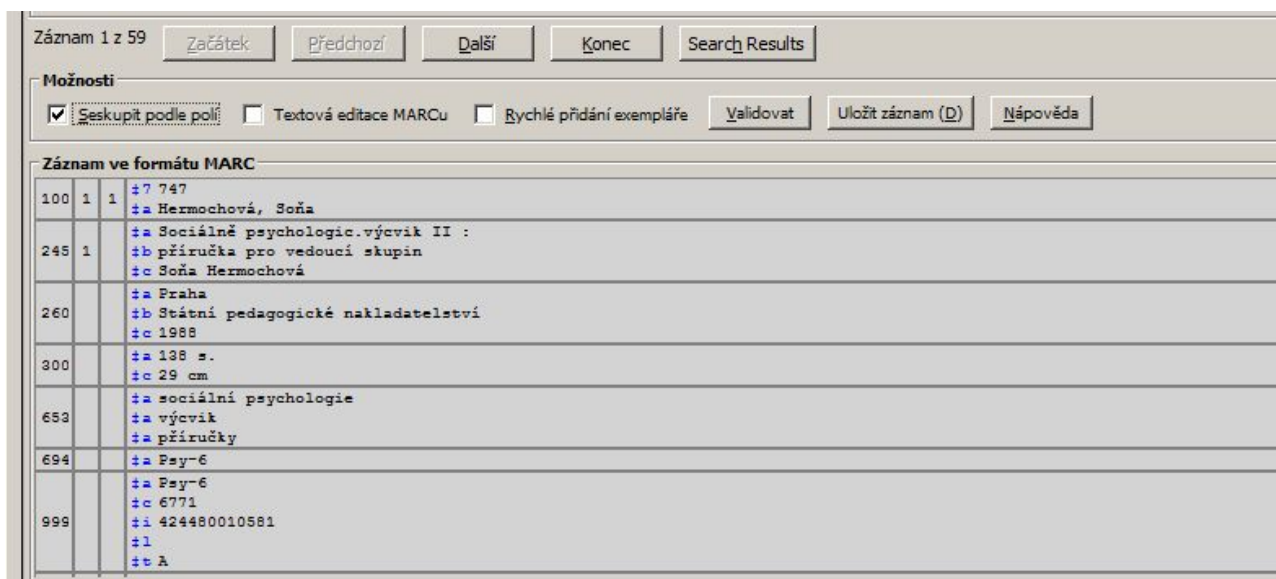 Záznam 1 z 59 Začátek Předchozí Další Konec Search Results
Možnosti
Seskupit podle polí Textová editace MARCu Rychlé přidání exempláře Validovat Uložit záznam (D) Nápověda
Záznam ve formátu MARC
100 1 1 ‡7 747
‡a Hermochová, Soňa
‡a Sociálně psychologic.výcvik II :
245 1 ‡b příručka pro vedoucí skupin
‡c Soňa Hermochová
‡a Praha
260 ‡b Státní pedagogické nakladatelství
‡c 1988
300 ‡a 138 s.
‡c 29 cm
‡a sociální psychologie
653 ‡a výcvik
‡a příručky
694 ‡a Psy-6
‡a Psy-6
‡c 6771
999 ‡i 424480010581
‡l
‡t A